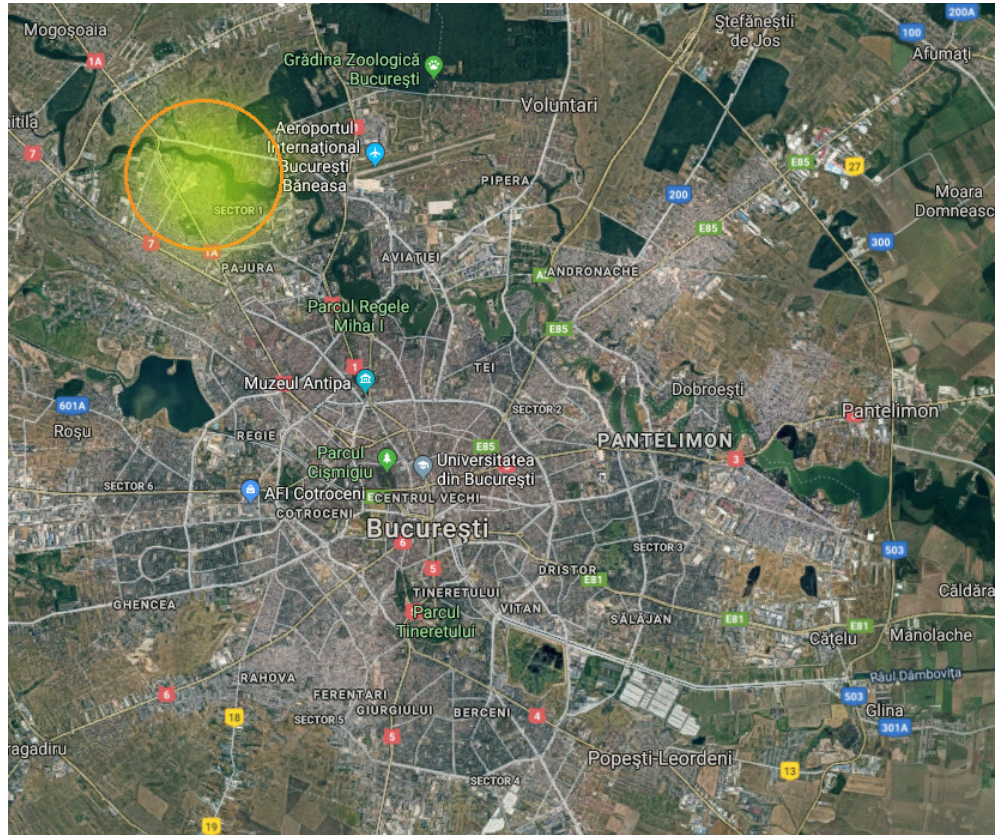 Mogoșoaia
1A
200A
Ștefăneștii
de Jos
100
Afumați
Grădina Zoologică
București
Voluntari
7
1
Aeroportul
Internațional
București
Băneasa
E85
27
PIPERA
200
Moara
Domneasc
SECTOR 1
E85
300
7
1A
PAJURA
AVIAȚIEI
ANDRONACHE
Parcul Regele
Mihai I
E85
1
TEI
Muzeul Antipa
601A
Roșu
SECTOR 2
Dobroești
Pantelimon
REGIE
E85
PANTELIMON
Parcul
Cișmigiu
Universitatea
din București
3
SECTOR 6
AFI Cotroceni
CENTRUL VECHI
COTROCENI
București
6
SECTOR 3
503
5
DRISTOR
E81
TINERETULUI
Căldăra
GHENCEA
VITAN
Parcul
Tineretului
SĂLĂJAN
E81
E81
Cățelu
Manolache
RAHOVA
Râul Dâmbovița
6
FERENTARI
503
GIURGIULUI
BERCENI
4
Glina
18
SECTOR 5
301A
5
ragadiru
Popești-Leordeni
13
SECTOR 4
19